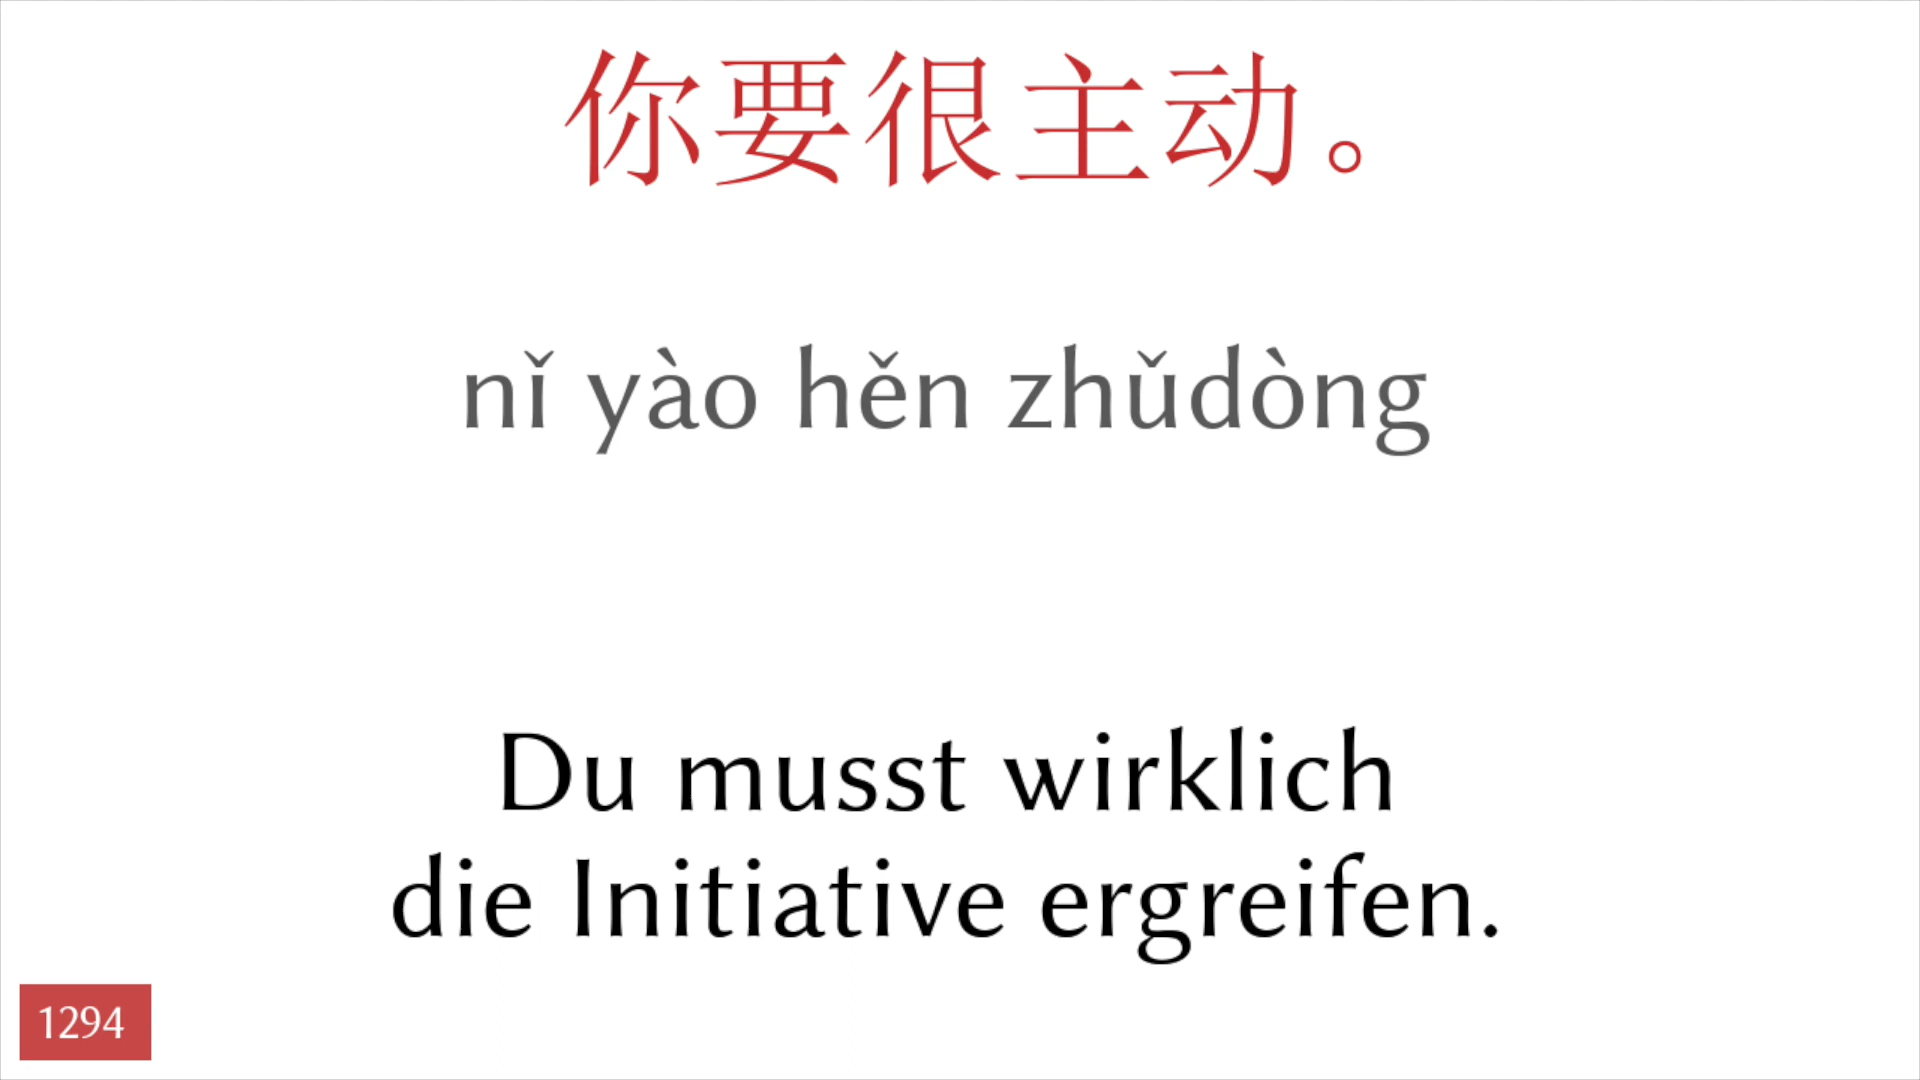 你要很主动。
nǐ yào hěn zhǔdòng
Du musst wirklich
die Initiative ergreifen.
1294